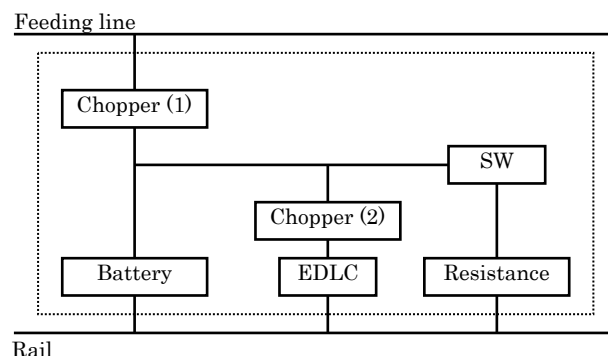 Feeding line
Chopper (1)
SW
Chopper (2)
Battery
EDLC
Resistance
Rail